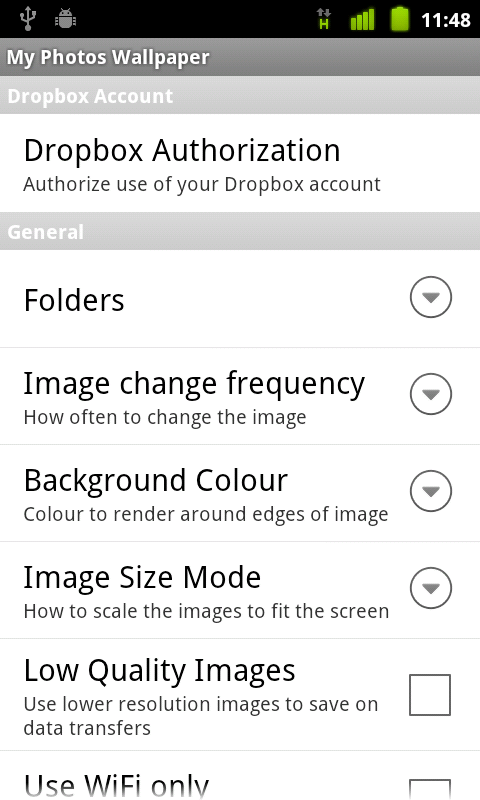 H 11:48
My Photos Wallpaper
Dropbox Account
Dropbox Authorization
Authorize use of your Dropbox account
General
Folders
Image change frequency
How often to change the image
Background Colour
Colour to render around edges of image
Image Size Mode
How to scale the images to fit the screen
Low Quality Images
Use lower resolution images to save on
data transfers
Use WiFi only